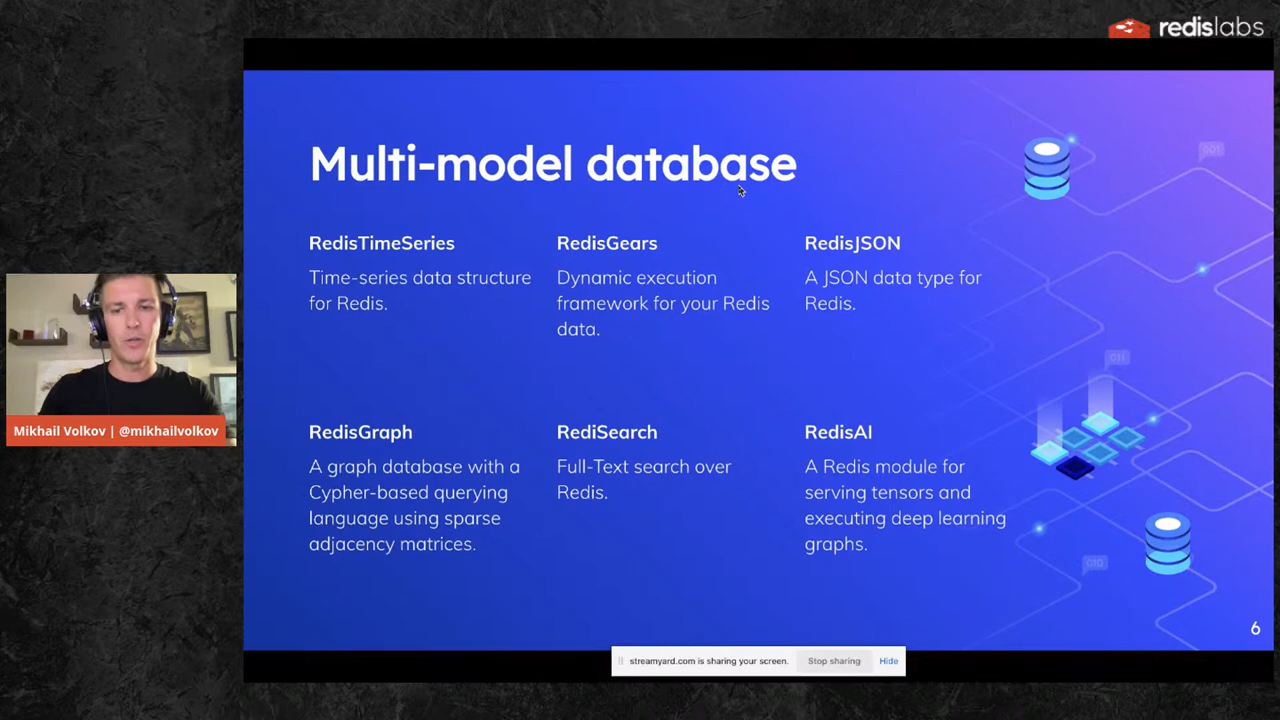 redislabs
Multi-model database
RedisTimeSeries
Time-series data structure
for Redis.
RedisGears
Dynamic execution
framework for your Redis
data.
RedisJSON
A JSON data type for
Redis.
RedisGraph
A graph database with a
Cypher-based querying
language using sparse
adjacency matrices.
RediSearch
Full-Text search over
Redis.
RedisAI
A Redis module for
serving tensors and
executing deep learning
graphs.
001
011
010
6
Mikhail Volkov | @mikhailvolkov
streamyard.com is sharing your screen.
Stop sharing
Hide